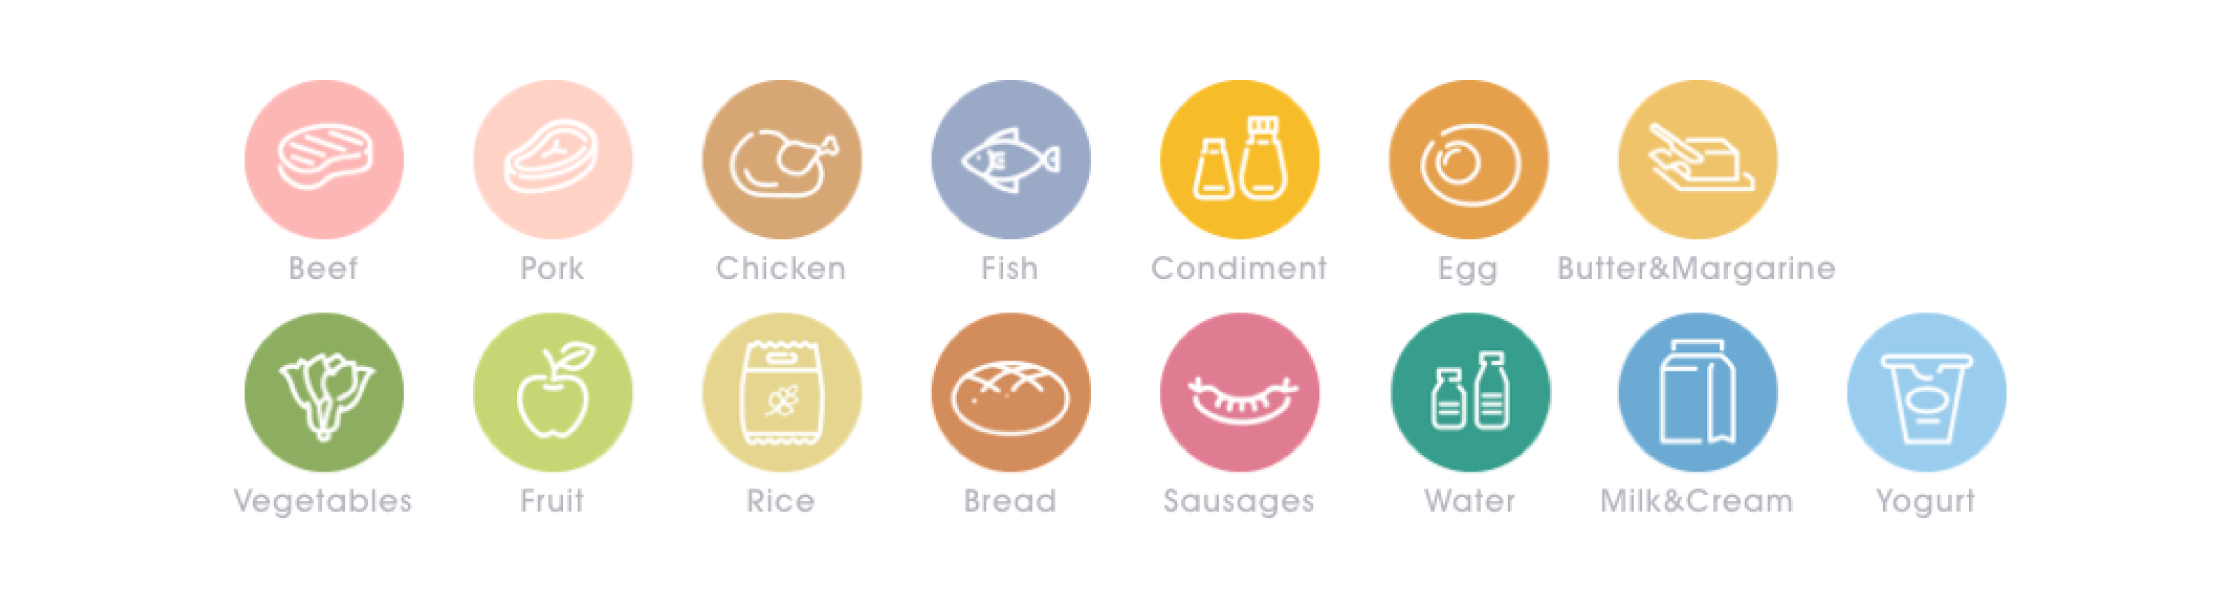 Beef Pork Chicken Fish Condiment Egg Butter&Margarine
Vegetables Fruit Rice Bread Sausages Water Milk&Cream Yogurt